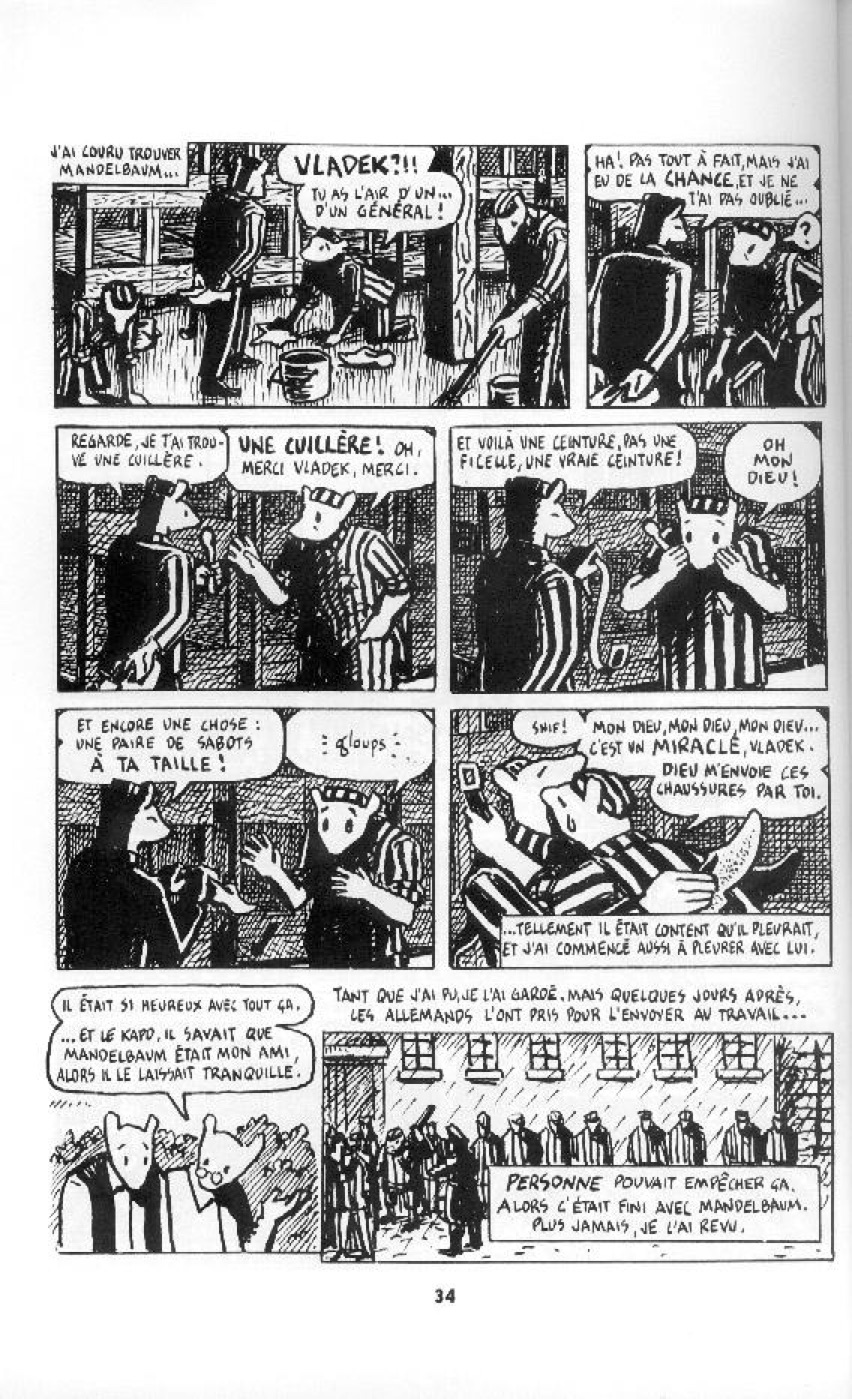 J'AI COURU TROUVER
MANDELBAUM...
VLADEK?!!
TU AS L'AIR D'UN...
D'UN GÉNÉRAL!
HA! PAS TOUT À FAIT, MAIS J'AI
EU DE LA CHANCE, ET JE NE
T'AI PAS OUBLIÉ...
?
REGARDE, JE T'AI TROU-
VÉ UNE CUILLÈRE.
UNE CUILLÈRE! OH,
MERCI VLADEK, MERCI.
ET VOILÀ UNE CEINTURE, PAS UNE
FICELLE, UNE VRAIE CEINTURE!
OH
MON
DIEU!
ET ENCORE UNE CHOSE :
UNE PAIRE DE SABOTS
À TA TAILLE!
gloups
SNIF!
MON DIEU, MON DIEU, MON DIEU...
C'EST UN MIRACLE, VLADEK.
DIEU M'ENVOIE CES
CHAUSSURES PAR TOI.
...TELLEMENT IL ÉTAIT CONTENT QU'IL PLEURAIT,
ET J'AI COMMENCÉ AUSSI À PLEURER AVEC LUI.
IL ÉTAIT SI HEUREUX AVEC TOUT ÇA.
...ET LE KAPO, IL SAVAIT QUE
MANDELBAUM ÉTAIT MON AMI,
ALORS IL LE LAISSAIT TRANQUILLE.
TANT QUE J'AI PU, JE L'AI GARDÉ. MAIS QUELQUES JOURS APRÈS,
LES ALLEMANDS L'ONT PRIS POUR L'ENVOYER AU TRAVAIL...
PERSONNE POUVAIT EMPÊCHER ÇA.
ALORS C'ÉTAIT FINI AVEC MANDELBAUM.
PLUS JAMAIS, JE L'AI REVU.
34